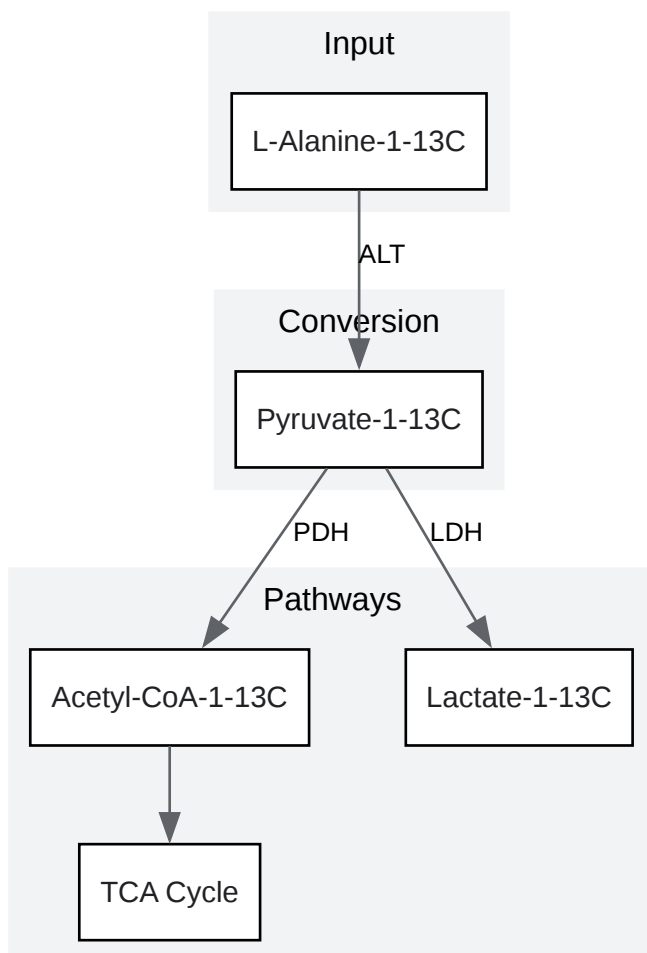 Input
L-Alanine-1-13C
ALT
Conversion
Pyruvate-1-13C
PDH
LDH
Pathways
Acetyl-CoA-1-13C
Lactate-1-13C
TCA Cycle